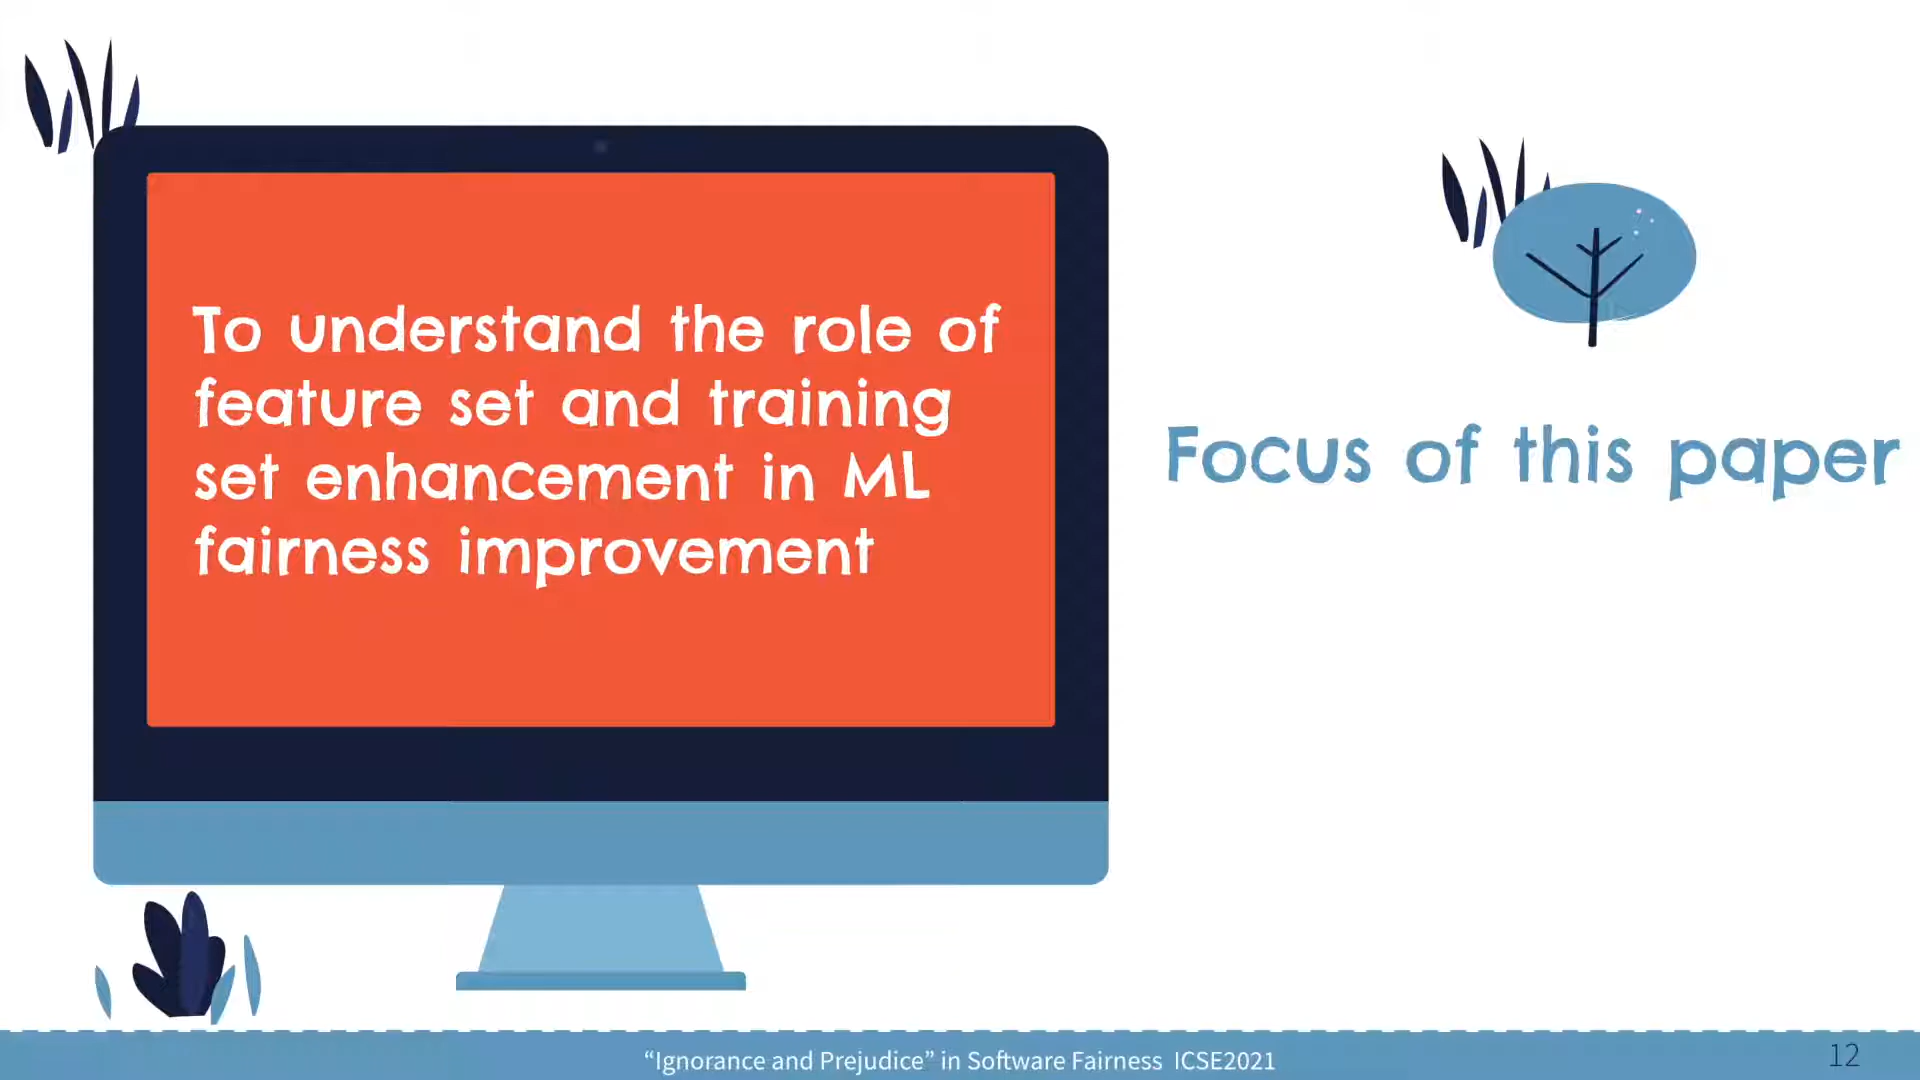 To understand the role of
feature set and training
set enhancement in ML
fairness improvement
Focus of this paper
“Ignorance and Prejudice” in Software Fairness ICSE2021
12